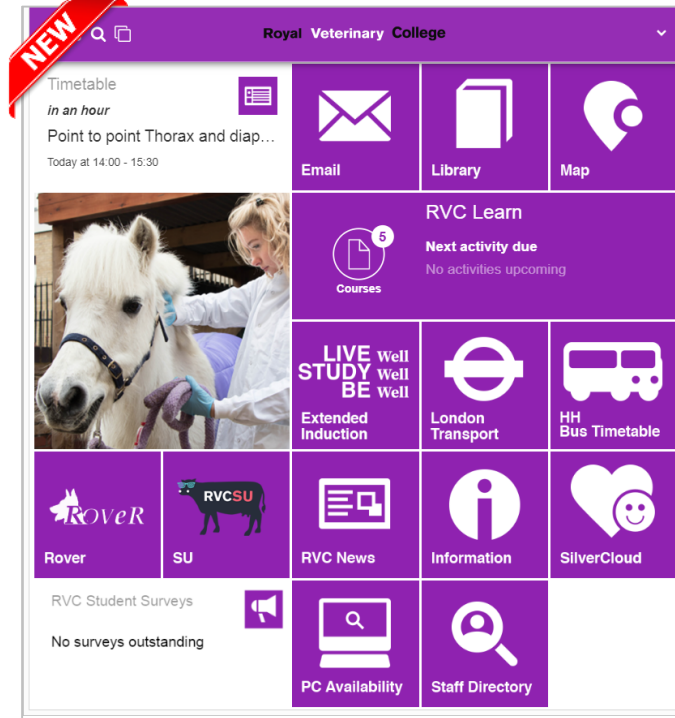 NEW
Royal Veterinary College
Timetable
in an hour
Point to point Thorax and diap...
Today at 14:00 - 15:30
Email
Library
Map
RVC Learn
5
Next activity due
No activities upcoming
Courses
LIVE Well
STUDY Well
BE Well
Extended
Induction
London
Transport
HH
Bus Timetable
ROVeR
RVCSU
Rover
SU
RVC News
Information
SilverCloud
RVC Student Surveys
No surveys outstanding
PC Availability
Staff Directory